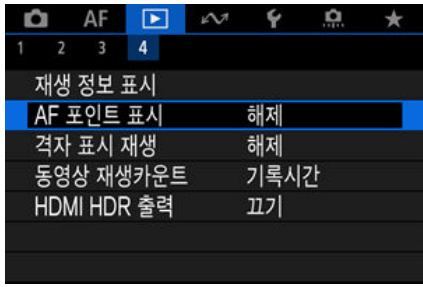 AF
1 2 3 4
재생 정보 표시
AF 포인트 표시 해제
격자 표시 재생 해제
동영상 재생카운트 기록시간
HDMI HDR 출력 끄기